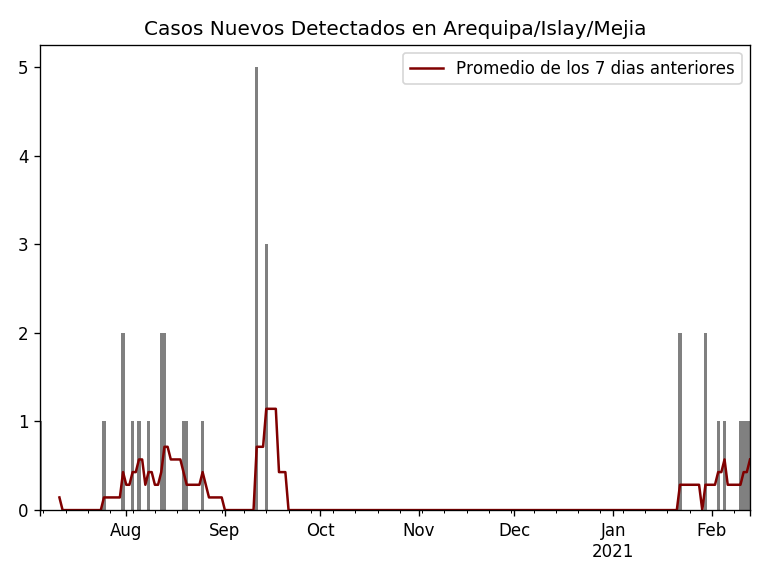 Casos Nuevos Detectados en Arequipa/Islay/Mejia
Promedio de los 7 dias anteriores
5
4
3
2
1
0
Aug Sep Oct Nov Dec Jan Feb
2021